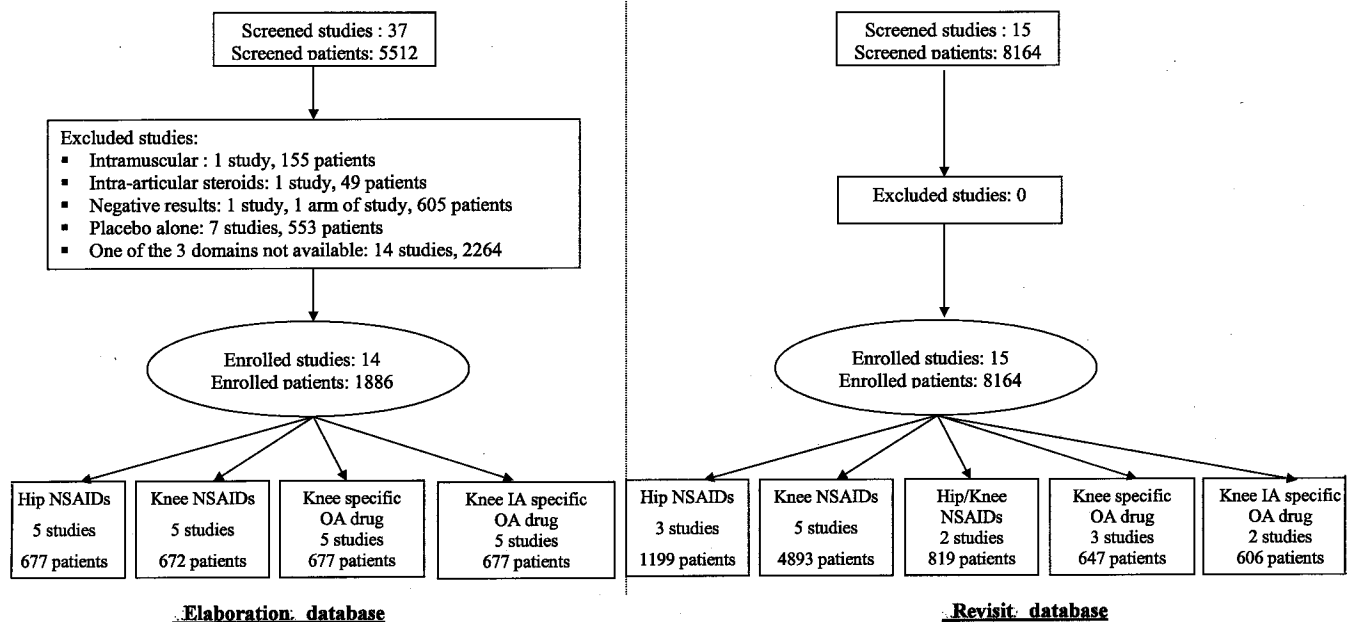 Screened studies : 37
Screened patients: 5512
Excluded studies:
▪ Intramuscular : 1 study, 155 patients
▪ Intra-articular steroids: 1 study, 49 patients
▪ Negative results: 1 study, 1 arm of study, 605 patients
▪ Placebo alone: 7 studies, 553 patients
▪ One of the 3 domains not available: 14 studies, 2264
Enrolled studies: 14
Enrolled patients: 1886
Hip NSAIDs
5 studies
677 patients
Knee NSAIDs
5 studies
672 patients
Knee specific
OA drug
5 studies
677 patients
Knee IA specific
OA drug
5 studies
677 patients
Elaboration database
Screened studies : 15
Screened patients: 8164
Excluded studies: 0
Enrolled studies: 15
Enrolled patients: 8164
Hip NSAIDs
3 studies
1199 patients
Knee NSAIDs
5 studies
4893 patients
Hip/Knee
NSAIDs
2 studies
819 patients
Knee specific
OA drug
3 studies
647 patients
Knee IA specific
OA drug
2 studies
606 patients
Revisit database